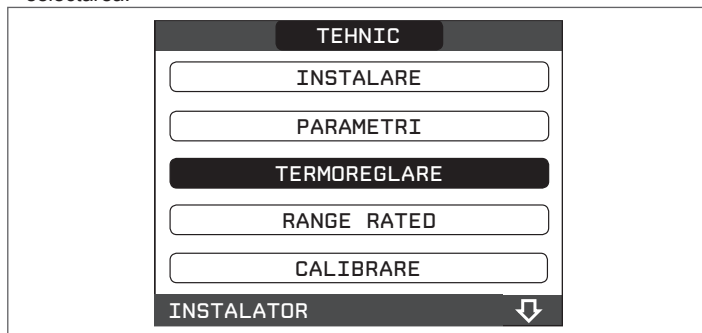 TEHNIC
INSTALARE
PARAMETRI
TERMOREGLARE
RANGE RATED
CALIBRARE
INSTALATOR